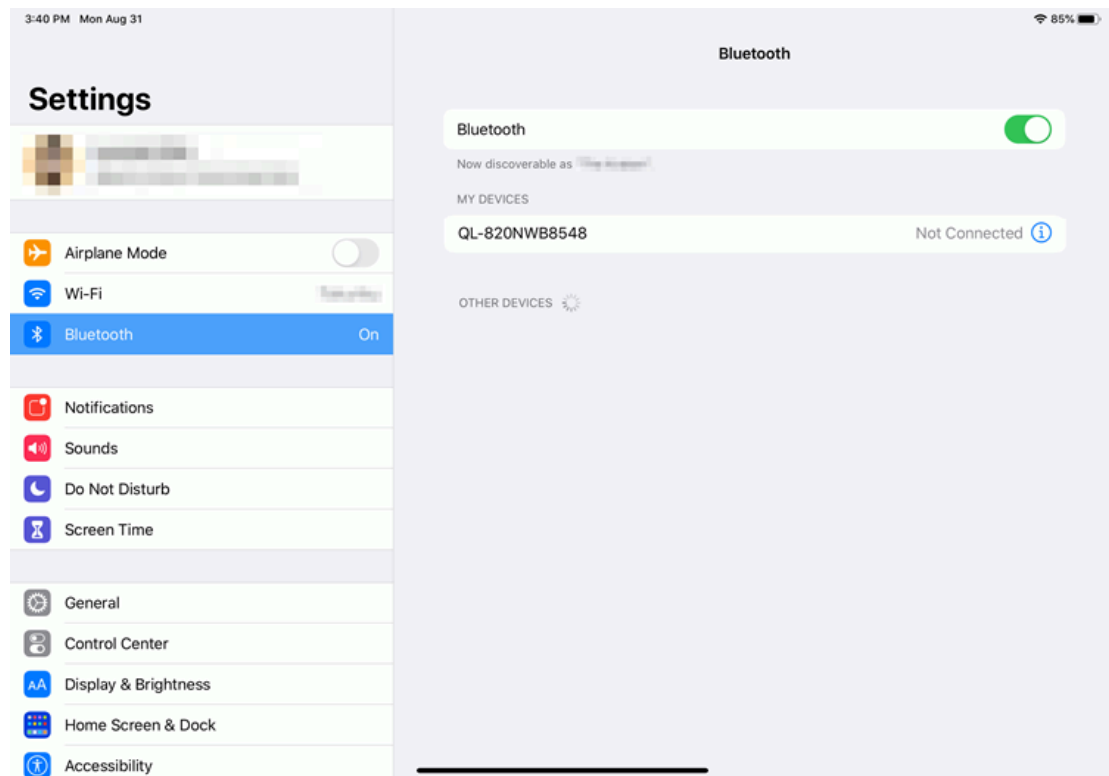 3:40 PM Mon Aug 31
85%
Settings
Airplane Mode
Wi-Fi
Bluetooth On
Notifications
Sounds
Do Not Disturb
Screen Time
General
Control Center
AA Display & Brightness
Home Screen & Dock
Accessibility
Bluetooth
Bluetooth
Now discoverable as
MY DEVICES
QL-820NWB8548 Not Connected
OTHER DEVICES